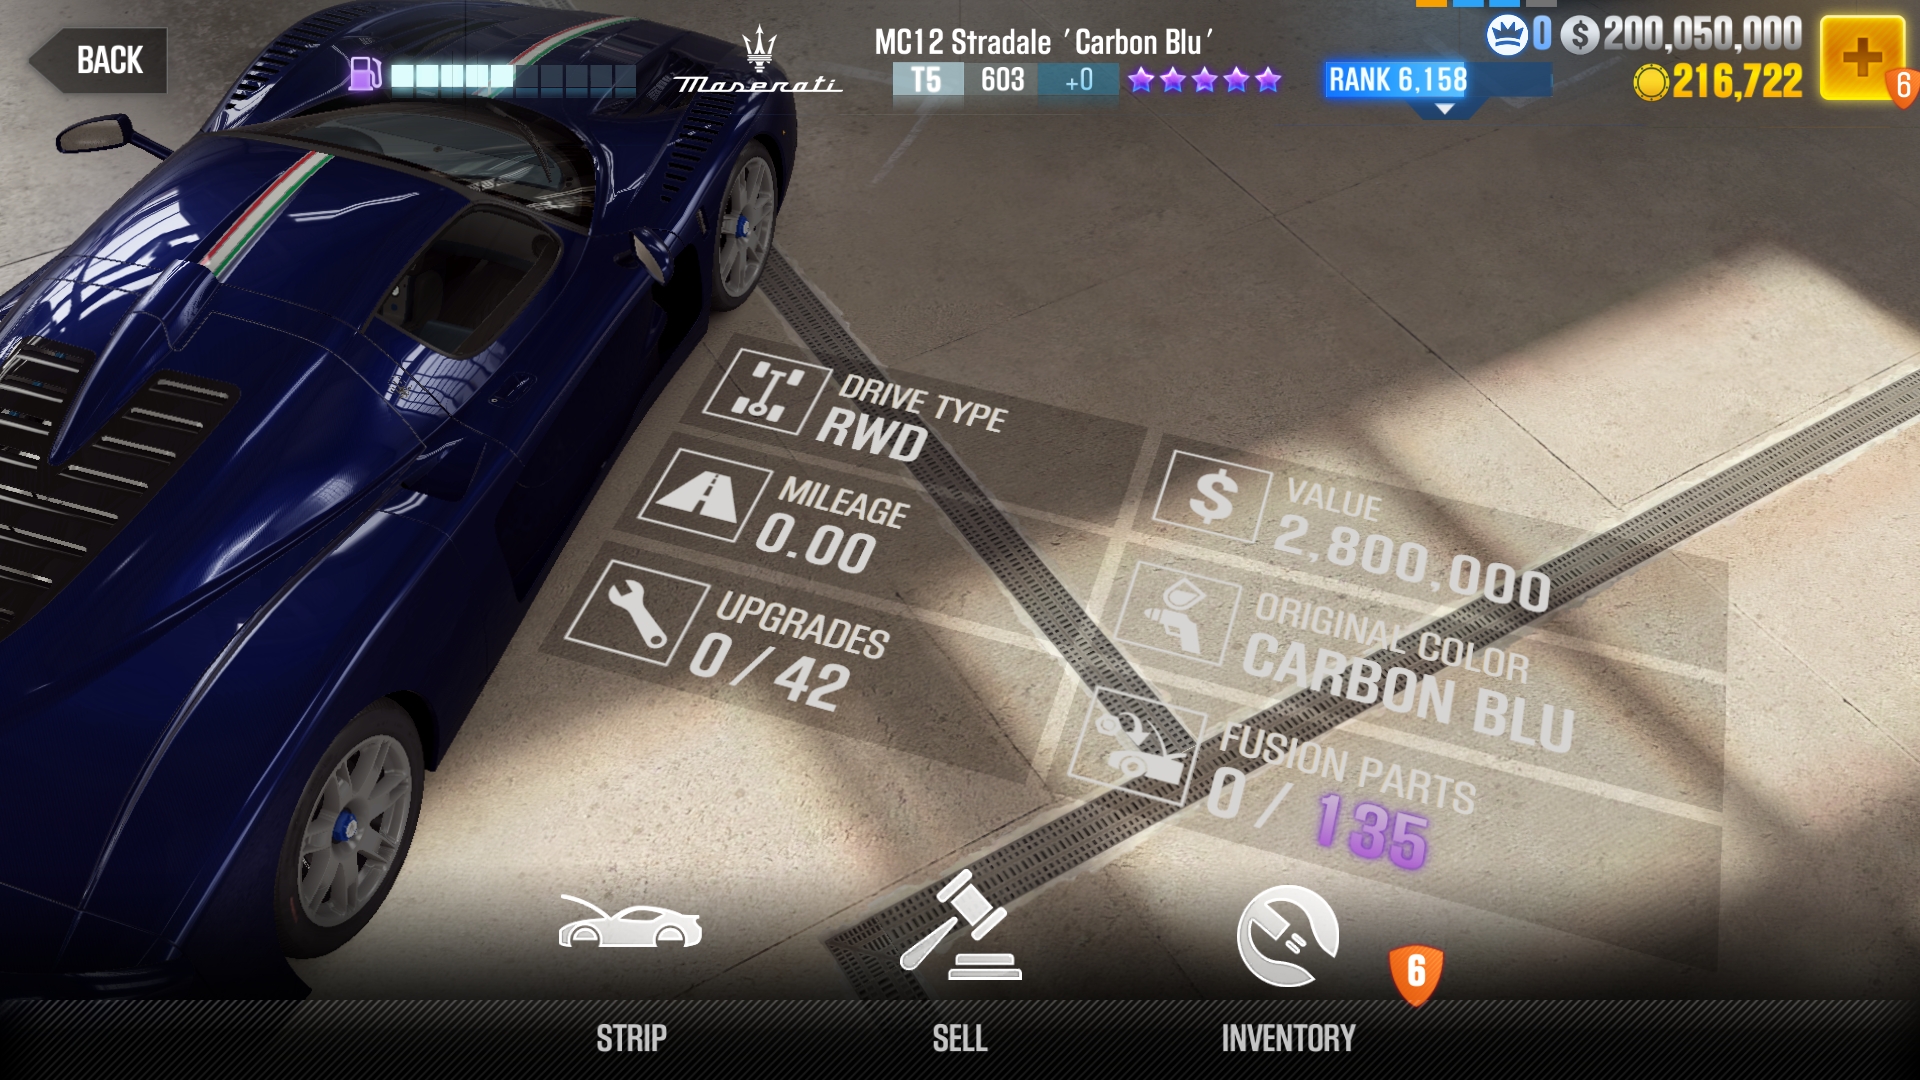 BACK
Maserati
MC12 Stradale 'Carbon Blu'
T5 603 +0
RANK 6,158
0 $ 200,050,000
216,722
6
DRIVE TYPE
RWD
MILEAGE
0.00
UPGRADES
0/42
$ VALUE
2,800,000
ORIGINAL COLOR
CARBON BLU
FUSION PARTS
0/ 135
6
STRIP
SELL
INVENTORY